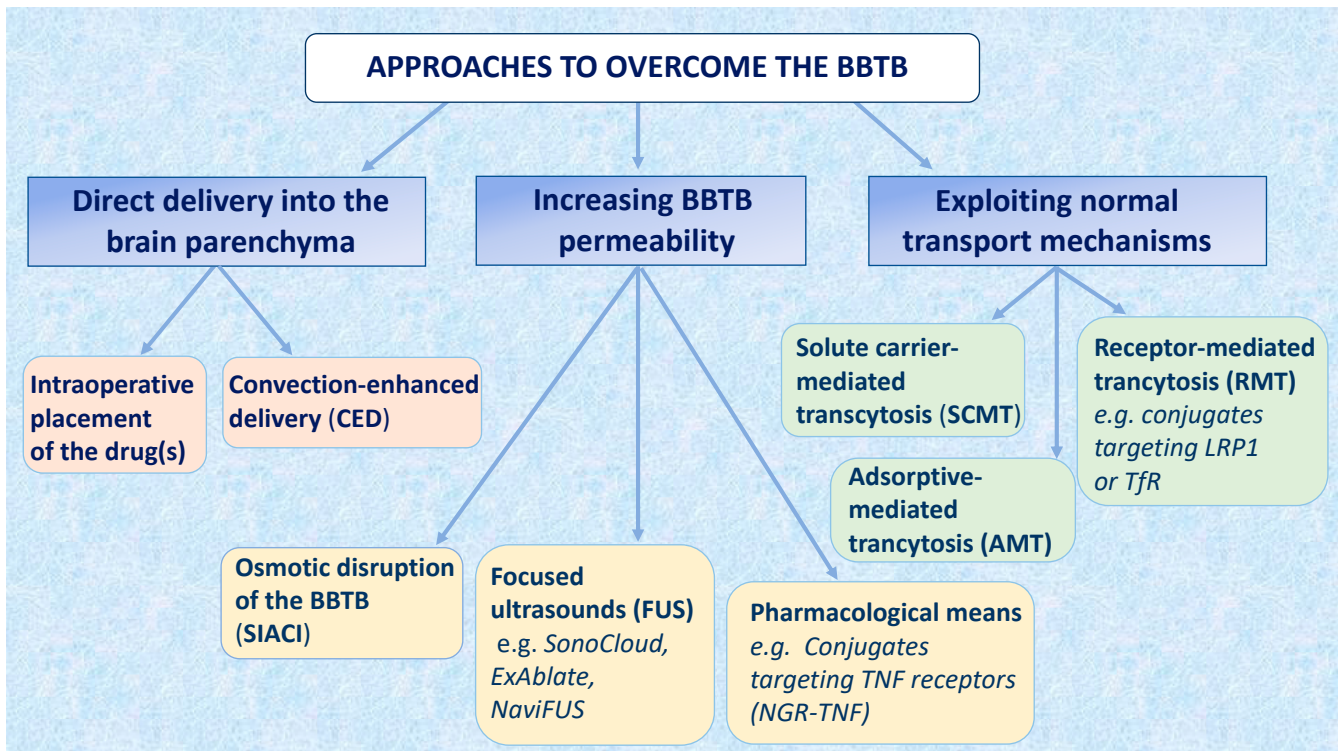 APPROACHES TO OVERCOME THE BBTB
Direct delivery into the
brain parenchyma
Increasing BBTB
permeability
Exploiting normal
transport mechanisms
Intraoperative
placement
of the drug(s)
Convection-enhanced
delivery (CED)
Osmotic disruption
of the BBTB
(SIACI)
Focused
ultrasounds (FUS)
e.g. SonoCloud,
ExAblate,
NaviFUS
Pharmacological means
e.g. Conjugates
targeting TNF receptors
(NGR-TNF)
Solute carrier-
mediated
transcytosis (SCMT)
Adsorptive-
mediated
trancytosis (AMT)
Receptor-mediated
trancytosis (RMT)
e.g. conjugates
targeting LRP1
or TfR